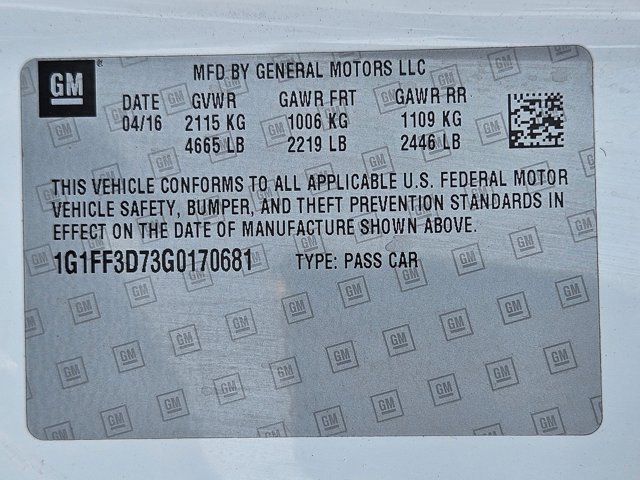 GM
MFD BY GENERAL MOTORS LLC
DATE GVWR GAWR FRT GAWR RR
04/16 2115 KG 1006 KG 1109 KG
4665 LB 2219 LB 2446 LB
THIS VEHICLE CONFORMS TO ALL APPLICABLE U.S. FEDERAL MOTOR
VEHICLE SAFETY, BUMPER, AND THEFT PREVENTION STANDARDS IN
EFFECT ON THE DATE OF MANUFACTURE SHOWN ABOVE.
1G1FF3D73G0170681 TYPE: PASS CAR